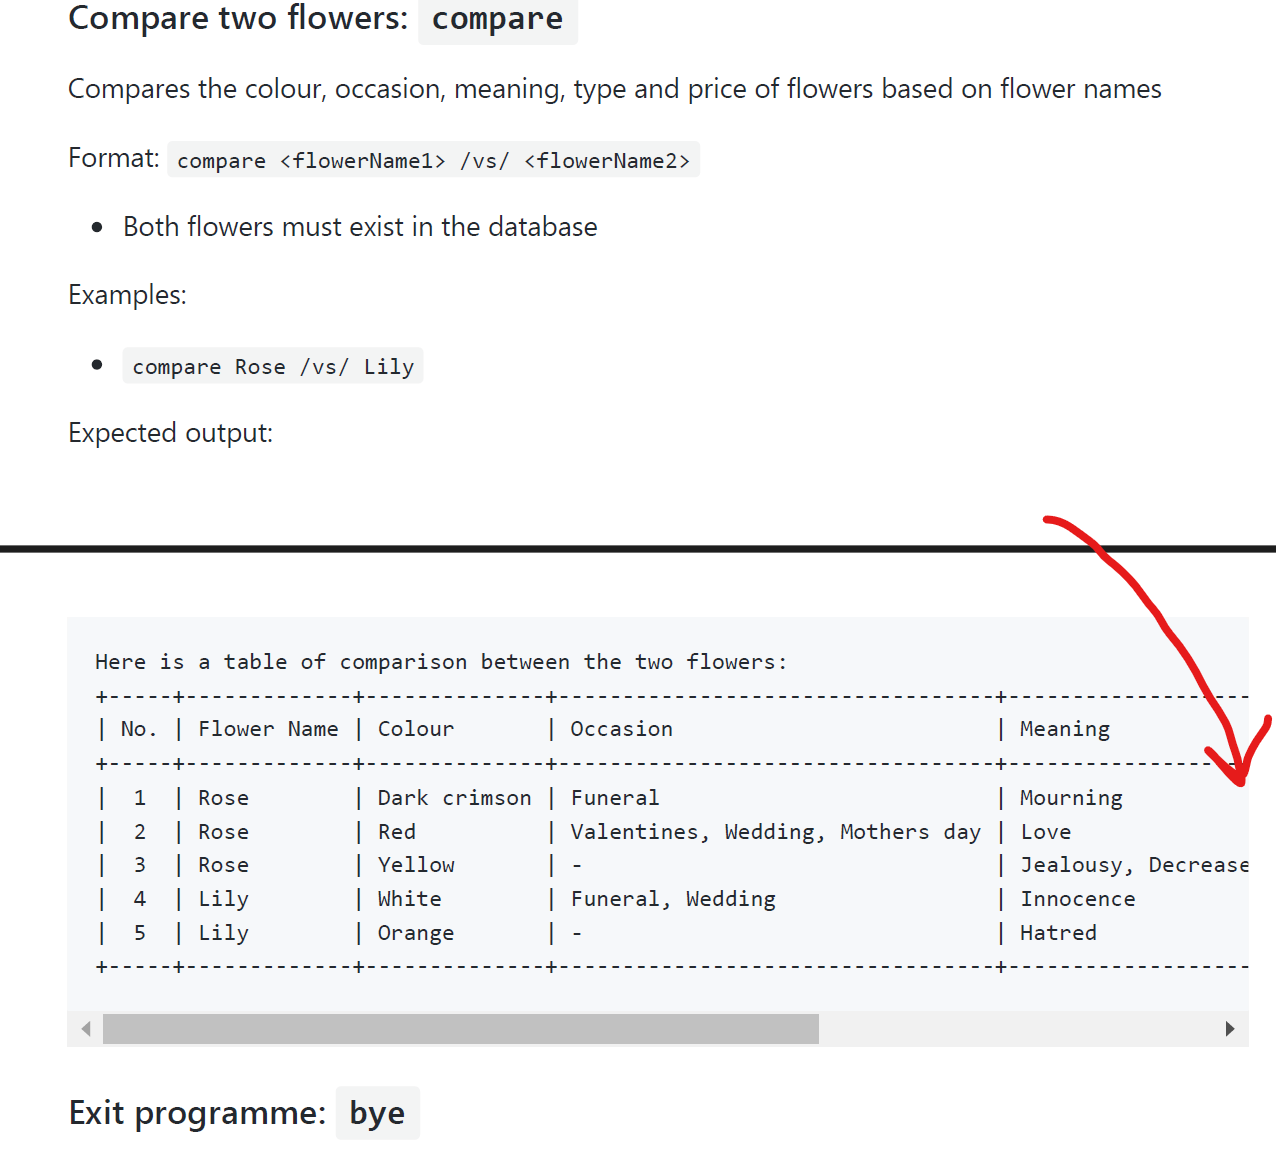 Compare two flowers: compare
Compares the colour, occasion, meaning, type and price of flowers based on flower names
Format: compare <flowerName1> /vs/ <flowerName2>
• Both flowers must exist in the database
Examples:
• compare Rose /vs/ Lily
Expected output:
Here is a table of comparison between the two flowers:
+-----+-------------+--------------+----------------------------------+-------------------
| No. | Flower Name | Colour       | Occasion                         | Meaning
+-----+-------------+--------------+----------------------------------+-------------------
|  1  | Rose        | Dark crimson | Funeral                          | Mourning
|  2  | Rose        | Red          | Valentines, Wedding, Mothers day | Love
|  3  | Rose        | Yellow       | -                                | Jealousy, Decrease
|  4  | Lily        | White        | Funeral, Wedding                 | Innocence
|  5  | Lily        | Orange       | -                                | Hatred
+-----+-------------+--------------+----------------------------------+-------------------
Exit programme: bye